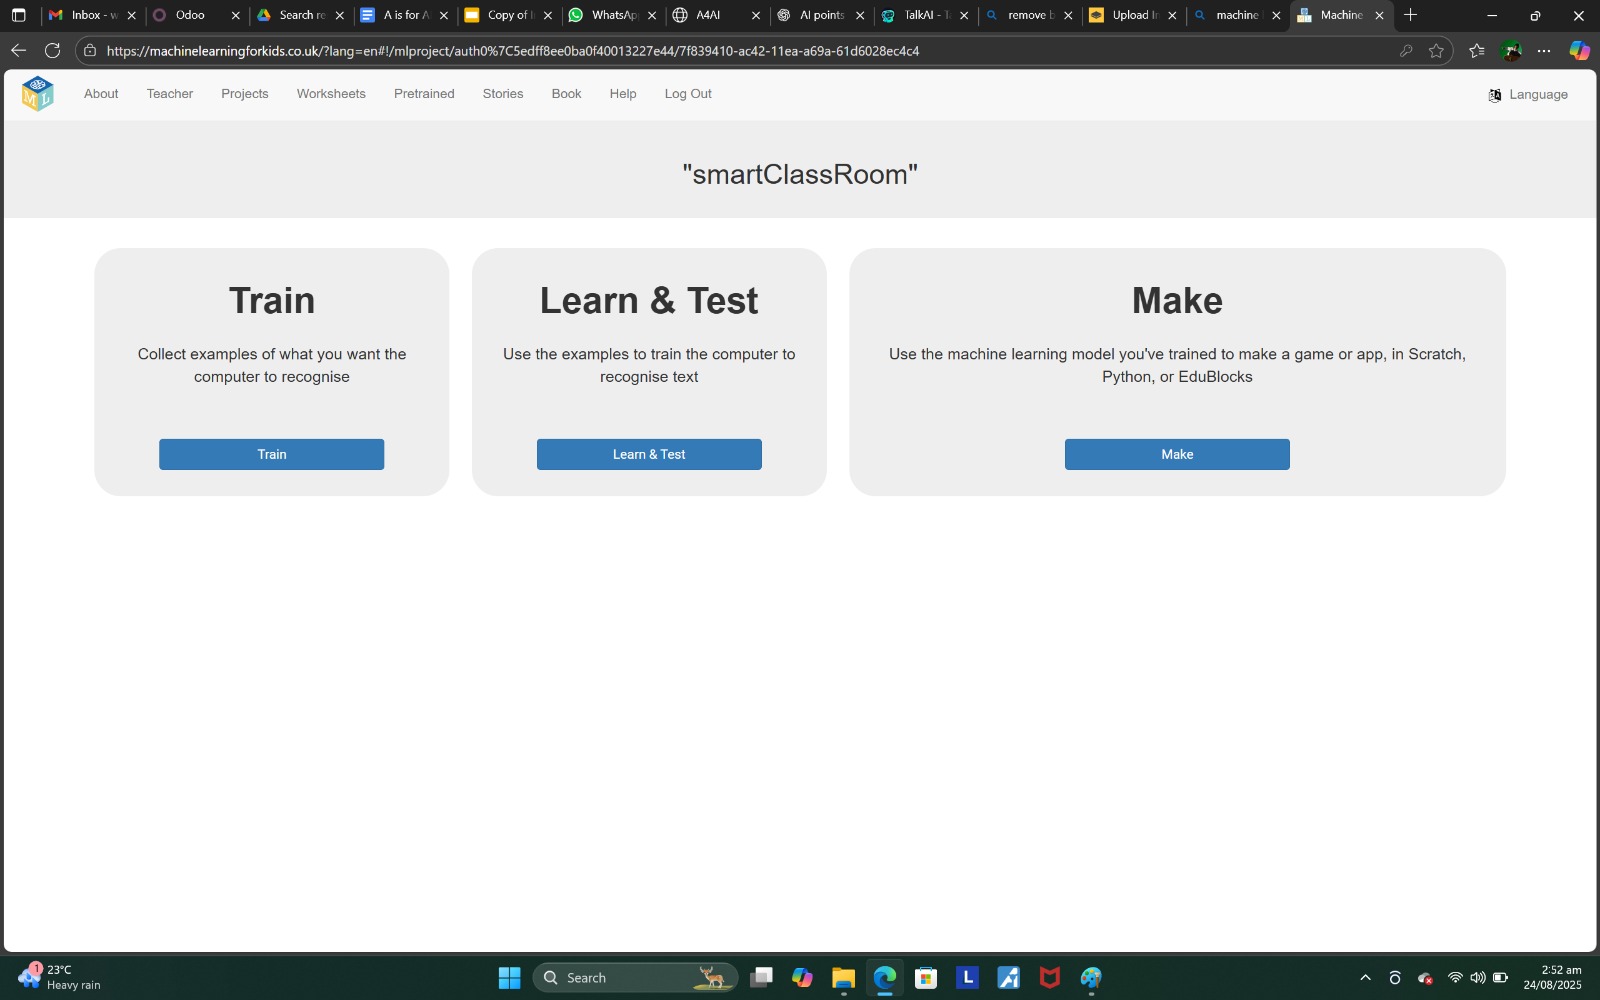 Inbox - w
Odoo
Search re
A is for A
Copy of I
WhatsAp
A4AI
AI points
TalkAI - T
remove b
Upload Im
machine l
Machine
https://machinelearningforkids.co.uk/?lang=en#!/mlproject/auth0%7C5edff8ee0ba0f40013227e44/7f839410-ac42-11ea-a69a-61d6028ec4c4
ML
About
Teacher
Projects
Worksheets
Pretrained
Stories
Book
Help
Log Out
Language
"smartClassRoom"
Train
Collect examples of what you want the
computer to recognise
Train
Learn & Test
Use the examples to train the computer to
recognise text
Learn & Test
Make
Use the machine learning model you've trained to make a game or app, in Scratch,
Python, or EduBlocks
Make
1
23°C
Heavy rain
Search
L
2:52 am
24/08/2025